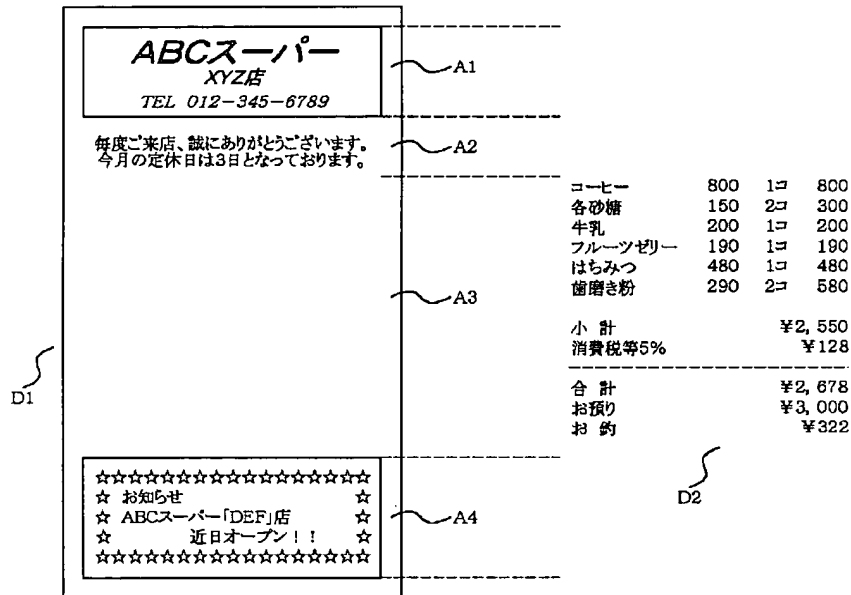 ABCスーパー
XYZ店
TEL 012-345-6789
A1
毎度ご来店、誠にありがとうございます。
今月の定休日は3日となっております。
A2
コーヒー 800 1コ 800
各砂糖 150 2コ 300
牛乳 200 1コ 200
フルーツゼリー 190 1コ 190
はちみつ 480 1コ 480
歯磨き粉 290 2コ 580
小 計 ¥2,550
消費税等5% ¥128
合 計 ¥2,678
お預り ¥3,000
お 釣 ¥322
A3
D1
D2
☆☆☆☆☆☆☆☆☆☆☆☆☆☆☆☆☆
☆ お知らせ ☆
☆ ABCスーパー「DEF」店 ☆
☆ 近日オープン!! ☆
☆☆☆☆☆☆☆☆☆☆☆☆☆☆☆☆☆
A4